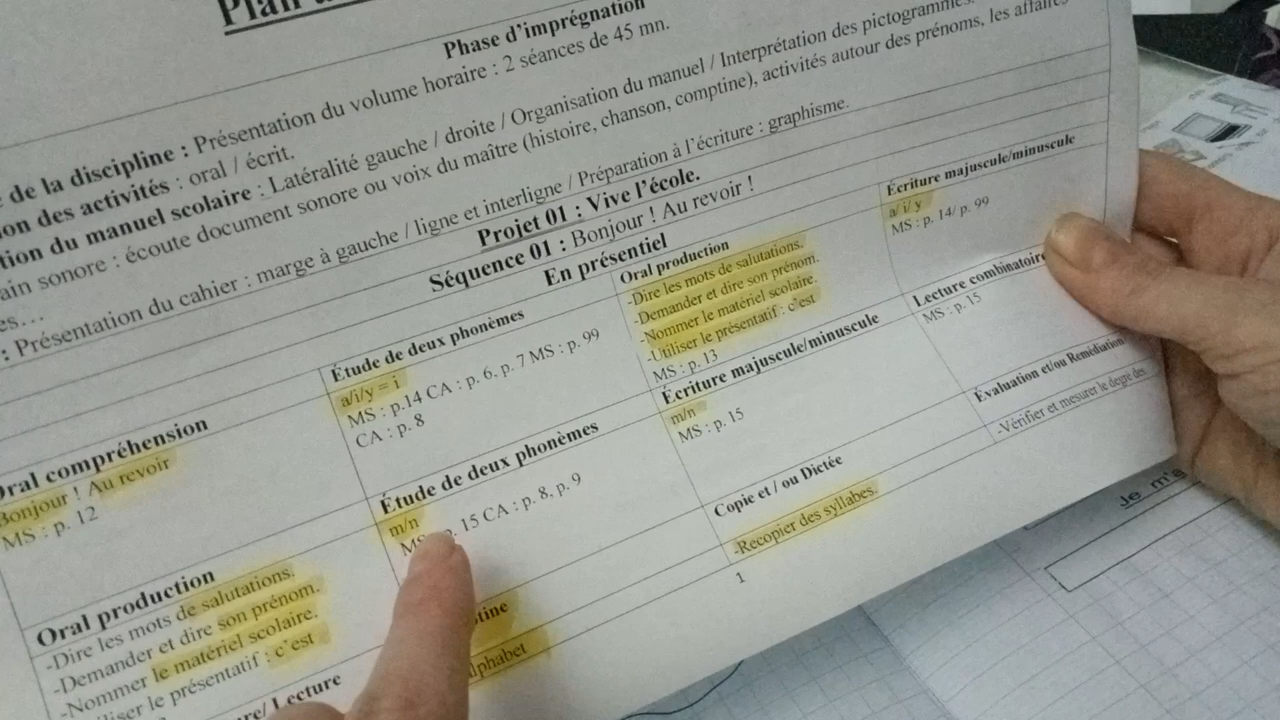 Plan
Phase d'imprégnation
de la discipline : Présentation du volume horaire : 2 séances de 45 mn.
des activités : oral / écrit.
du manuel scolaire : Latéralité gauche / droite / Organisation du manuel / Interprétation des pictogrammes.
sonore : écoute document sonore ou voix du maître (histoire, chanson, comptine), activités autour des prénoms, les affaires
es…
: Présentation du cahier : marge à gauche / ligne et interligne / Préparation à l'écriture : graphisme.
Projet 01 : Vive l'école.
Séquence 01 : Bonjour ! Au revoir !
En présentiel
Oral compréhension
Bonjour ! Au revoir
MS : p. 12
Étude de deux phonèmes
a/i/y = i
MS : p.14 CA : p. 6, p. 7 MS : p. 99
CA : p. 8
Oral production
-Dire les mots de salutations.
-Demander et dire son prénom.
-Nommer le matériel scolaire.
-Utiliser le présentatif : c'est
MS : p. 13
Écriture majuscule/minuscule
a/ i/ y
MS : p. 14/ p. 99
Oral production
-Dire les mots de salutations.
-Demander et dire son prénom.
-Nommer le matériel scolaire.
le présentatif : c'est
Étude de deux phonèmes
m/n
15 CA : p. 8, p. 9
Écriture majuscule/minuscule
m/n
MS : p. 15
Lecture combinatoire
MS : p. 15
/ Lecture
tine
lphabet
Copie et / ou Dictée
-Recopier des syllabes.
Évaluation et/ou Remédiation
-Vérifier et mesurer le degré des
1
Je m'a